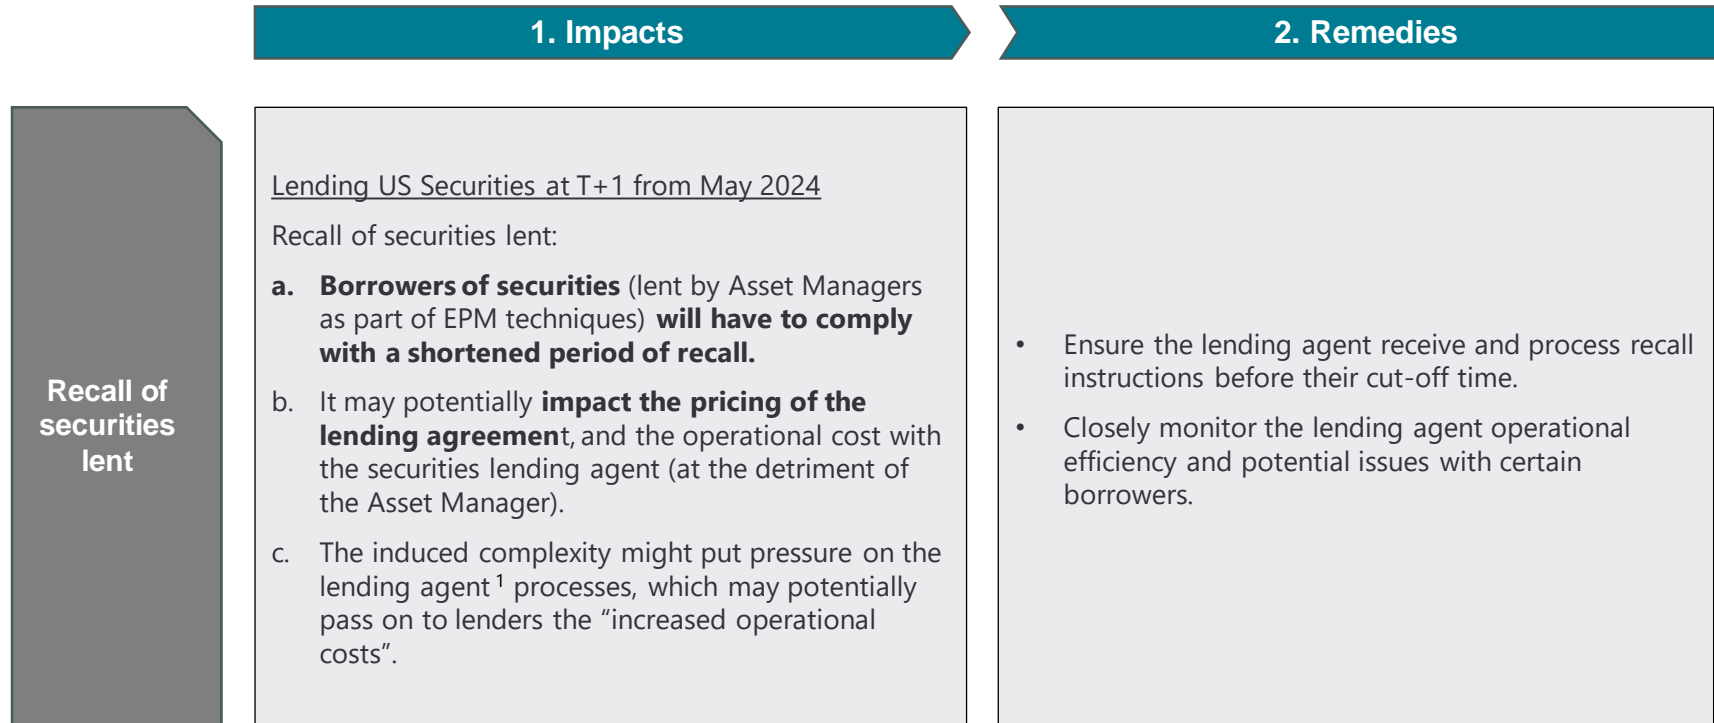 1. Impacts
2. Remedies
Recall of
securities
lent
Lending US Securities at T+1 from May 2024
Recall of securities lent:
a. Borrowers of securities (lent by Asset Managers
as part of EPM techniques) will have to comply
with a shortened period of recall.
b. It may potentially impact the pricing of the
lending agreement, and the operational cost with
the securities lending agent (at the detriment of
the Asset Manager).
c. The induced complexity might put pressure on the
lending agent 1 processes, which may potentially
pass on to lenders the “increased operational
costs”.
• Ensure the lending agent receive and process recall
instructions before their cut-off time.
• Closely monitor the lending agent operational
efficiency and potential issues with certain
borrowers.